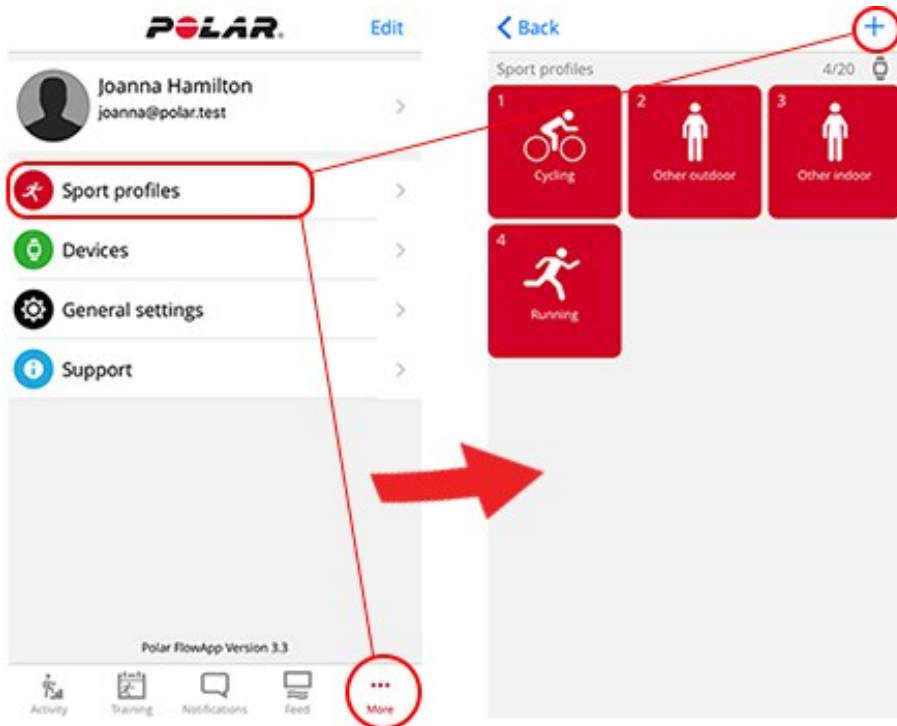 POLAR.
Edit
Joanna Hamilton
joanna@polar.test
Sport profiles
Devices
General settings
Support
Polar FlowApp Version 3.3
Activity
Training
Notifications
Feed
More
Back
Sport profiles
4/20
1
Cycling
2
Other outdoor
3
Other indoor
4
Running